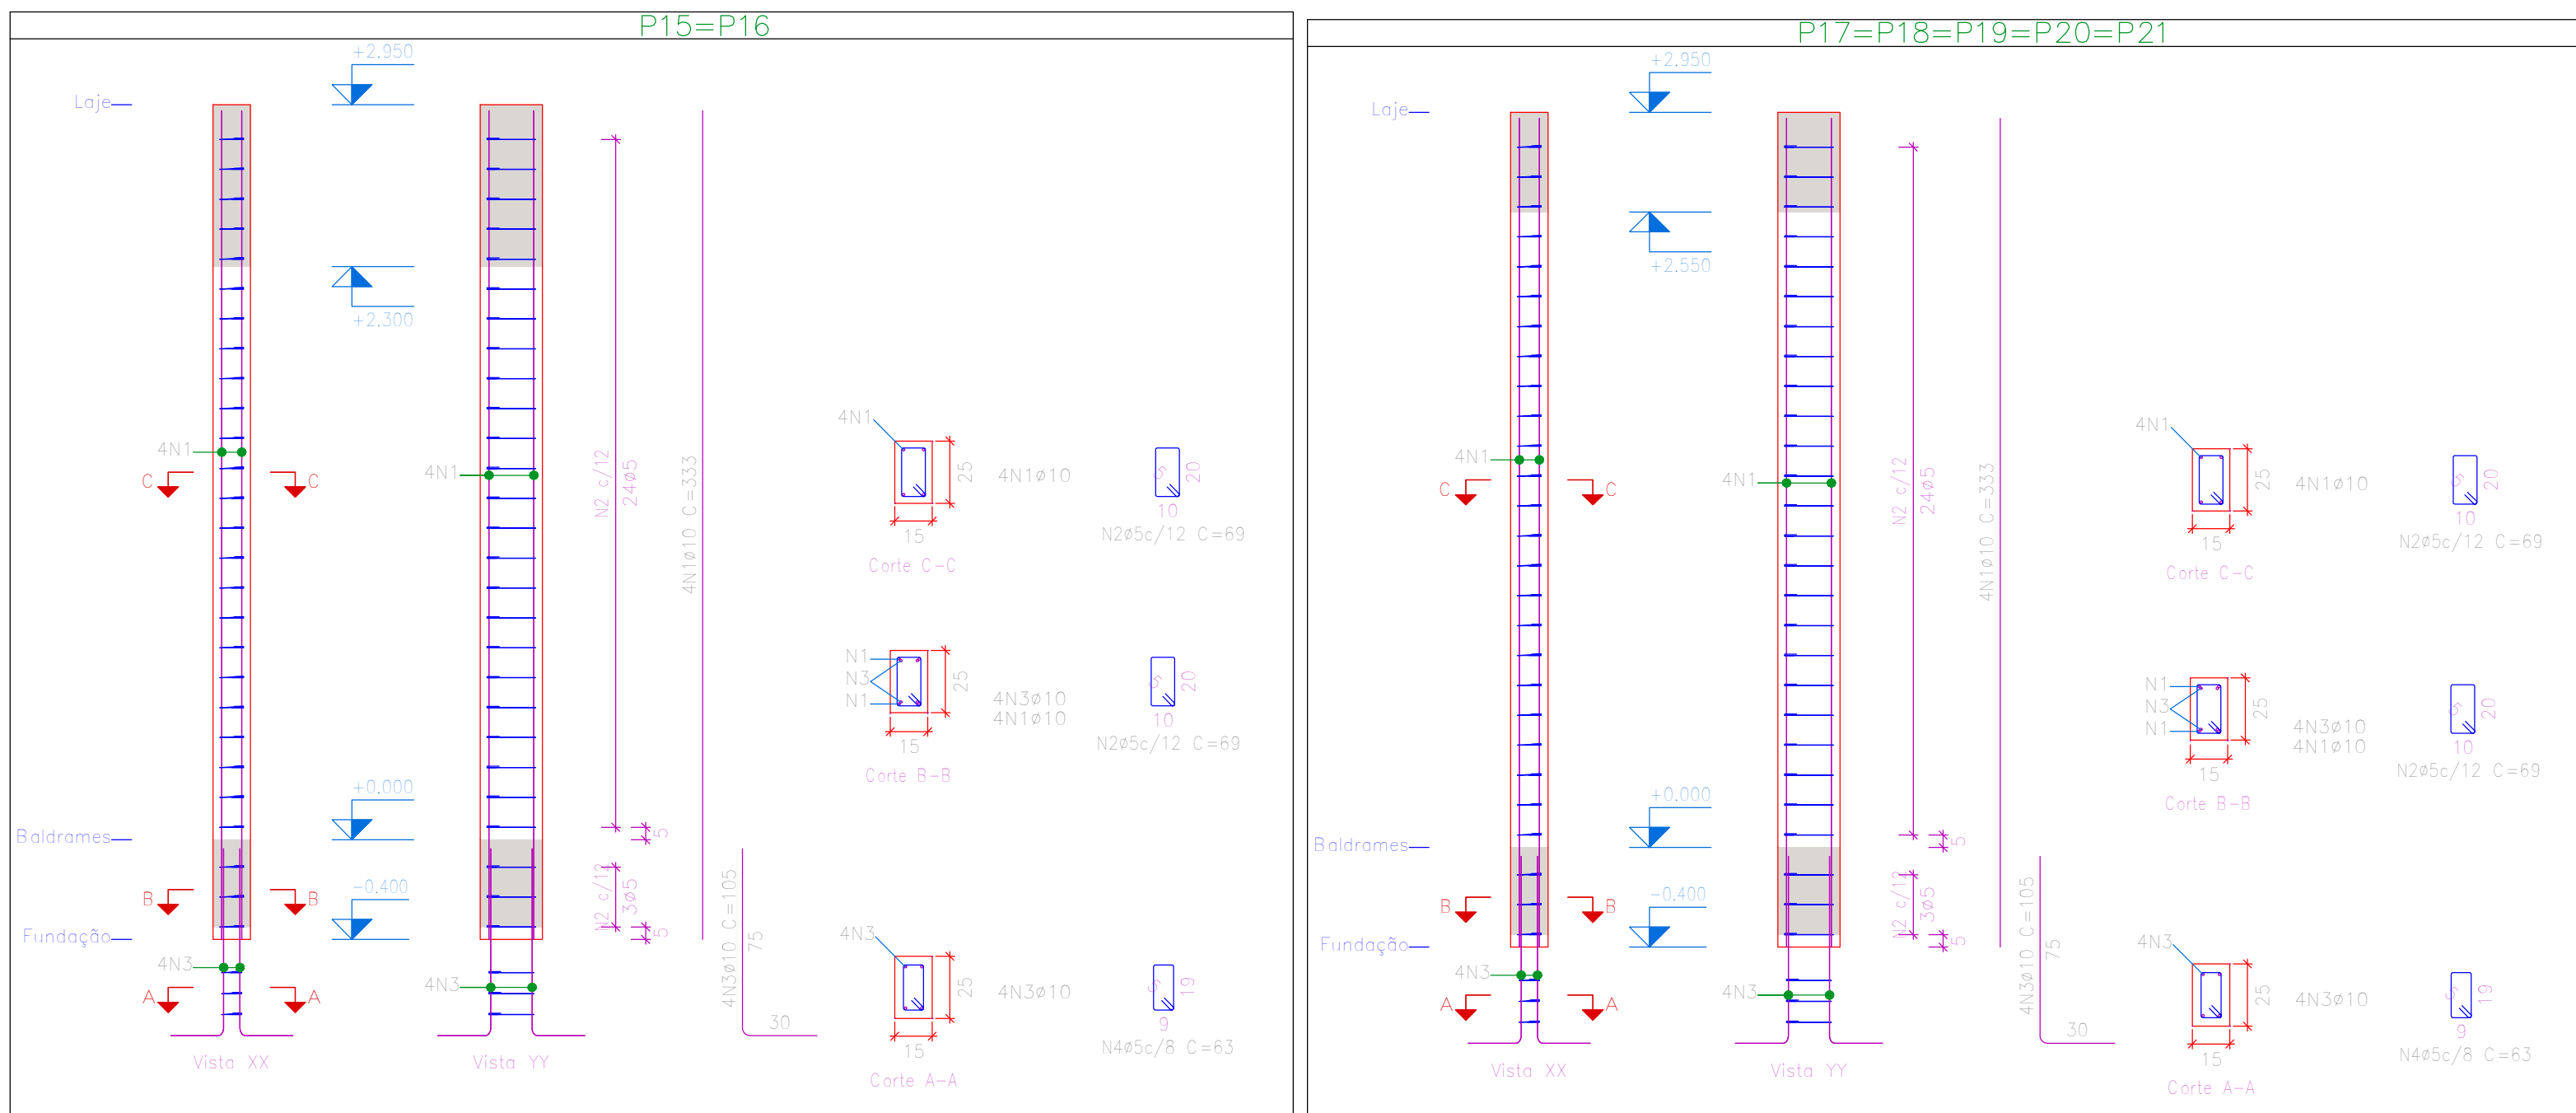 P15=P16
+2.950
Laje
+2.300
4N1
C
C
4N1
N2 c/12
24ø5
4N1ø10 C=333
4N1
25
15
4N1ø10
Corte C-C
5
20
10
N2ø5c/12 C=69
N1
N3
N1
25
15
4N3ø10
4N1ø10
Corte B-B
5
20
10
N2ø5c/12 C=69
+0.000
Baldrames
5
B
B
-0.400
N2 c/12
3ø5
5
Fundação
4N3
4N3
A
A
4N3ø10 C=105
75
30
4N3
25
15
4N3ø10
Corte A-A
5
19
9
N4ø5c/8 C=63
Vista XX
Vista YY
P17=P18=P19=P20=P21
+2.950
Laje
+2.550
4N1
C
C
4N1
N2 c/12
24ø5
4N1ø10 C=333
4N1
25
15
4N1ø10
Corte C-C
5
20
10
N2ø5c/12 C=69
N1
N3
N1
25
15
4N3ø10
4N1ø10
Corte B-B
5
20
10
N2ø5c/12 C=69
+0.000
Baldrames
5
B
B
-0.400
N2 c/12
3ø5
5
Fundação
4N3
4N3
A
A
4N3ø10 C=105
75
30
4N3
25
15
4N3ø10
Corte A-A
5
19
9
N4ø5c/8 C=63
Vista XX
Vista YY